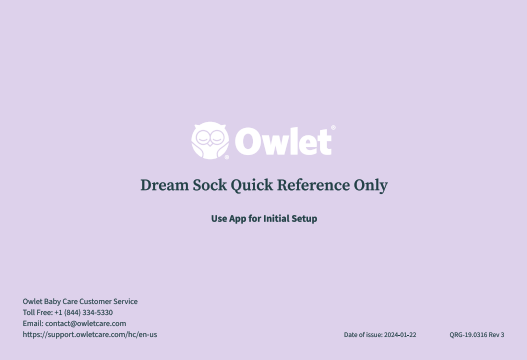 Owlet®
Dream Sock Quick Reference Only
Use App for Initial Setup
Owlet Baby Care Customer Service
Toll Free: +1 (844) 334-5330
Email: contact@owletcare.com
https://support.owletcare.com/hc/en-us
Date of issue: 2024-01-22
QRG-19.0316 Rev 3